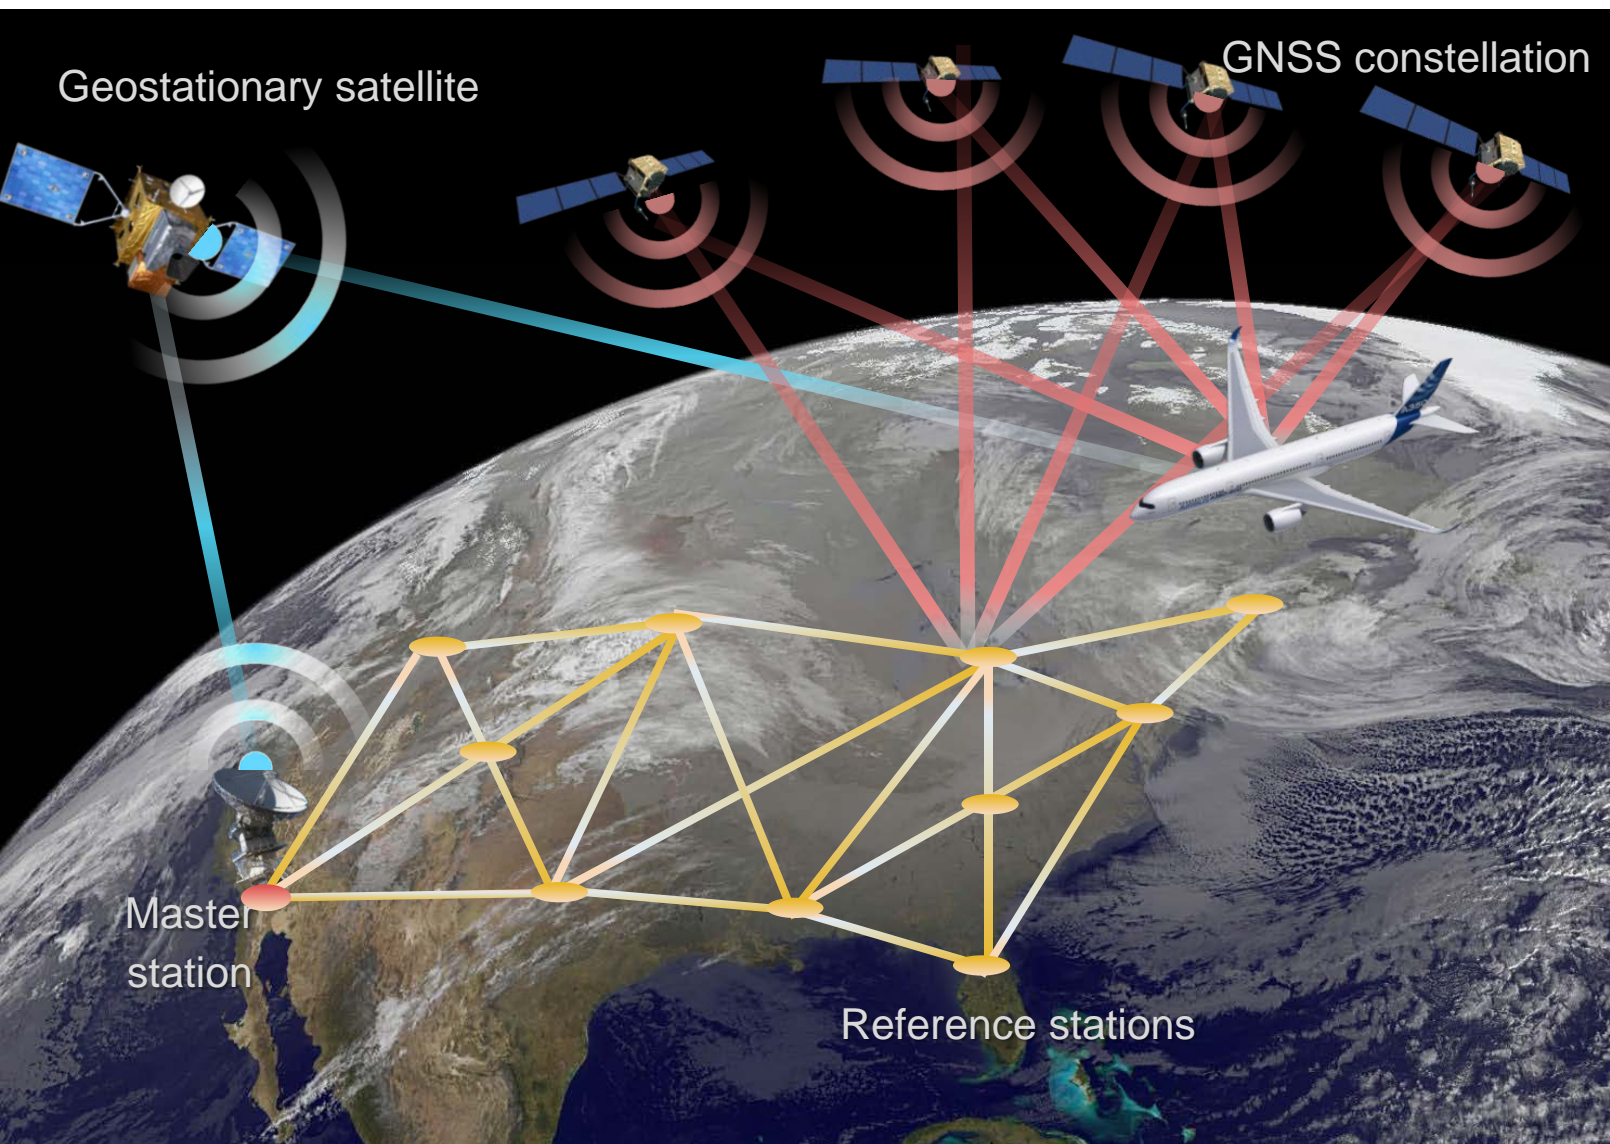 Geostationary satellite
GNSS constellation
Master
station
Reference stations